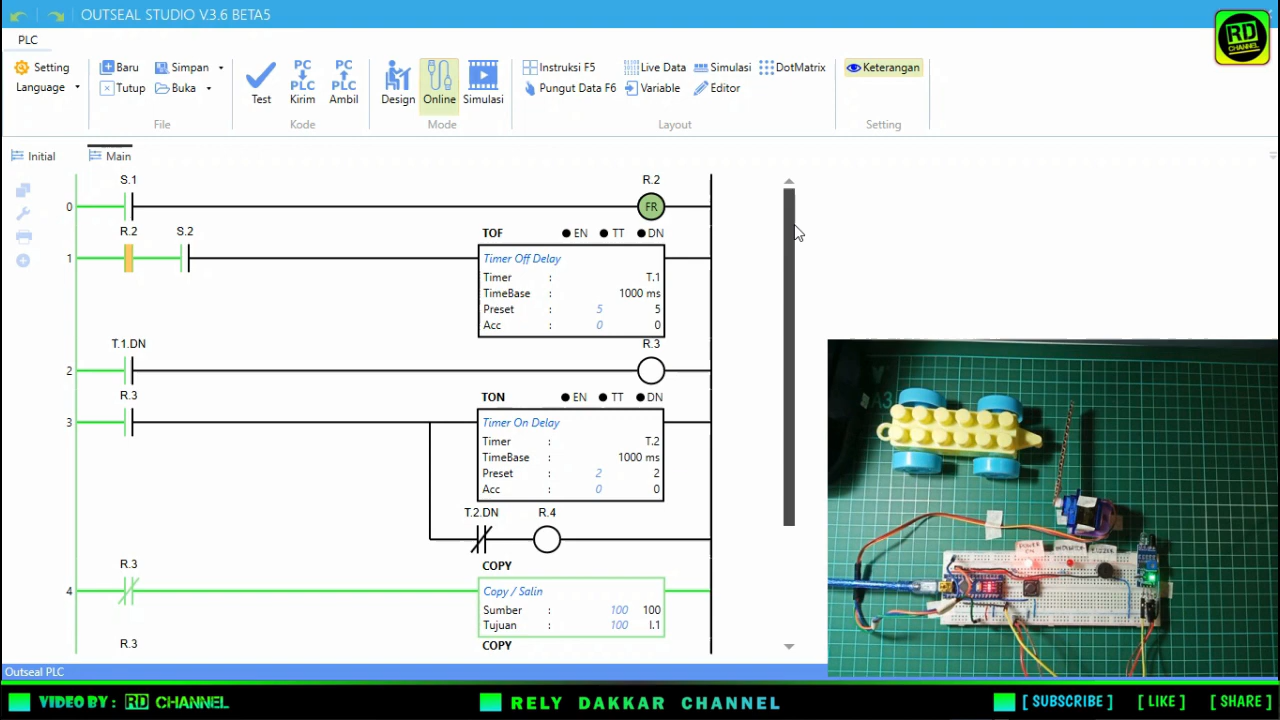 OUTSEAL STUDIO V.3.6 BETA5
RD
CHANNEL
PLC
Setting
Language
Baru
Tutup
Simpan
Buka
File
Test
PC
PLC
Kirim
PC
PLC
Ambil
Kode
Design
Online
Simulasi
Mode
Instruksi F5
Pungut Data F6
Live Data
Variable
Simulasi
Editor
DotMatrix
Layout
Keterangan
Setting
Initial
Main
S.1
R.2
0
FR
R.2
S.2
TOF
EN
TT
DN
1
Timer Off Delay
Timer : T.1
TimeBase : 1000 ms
Preset : 5 5
Acc : 0 0
T.1.DN
R.3
2
R.3
TON
EN
TT
DN
3
Timer On Delay
Timer : T.2
TimeBase : 1000 ms
Preset : 2 2
Acc : 0 0
T.2.DN
R.4
R.3
COPY
4
Copy / Salin
Sumber : 100 100
Tujuan : 100 I.1
R.3
COPY
Outseal PLC
VIDEO BY : RD CHANNEL
RELY DAKKAR CHANNEL
[ SUBSCRIBE ]
[ LIKE ]
[ SHARE ]